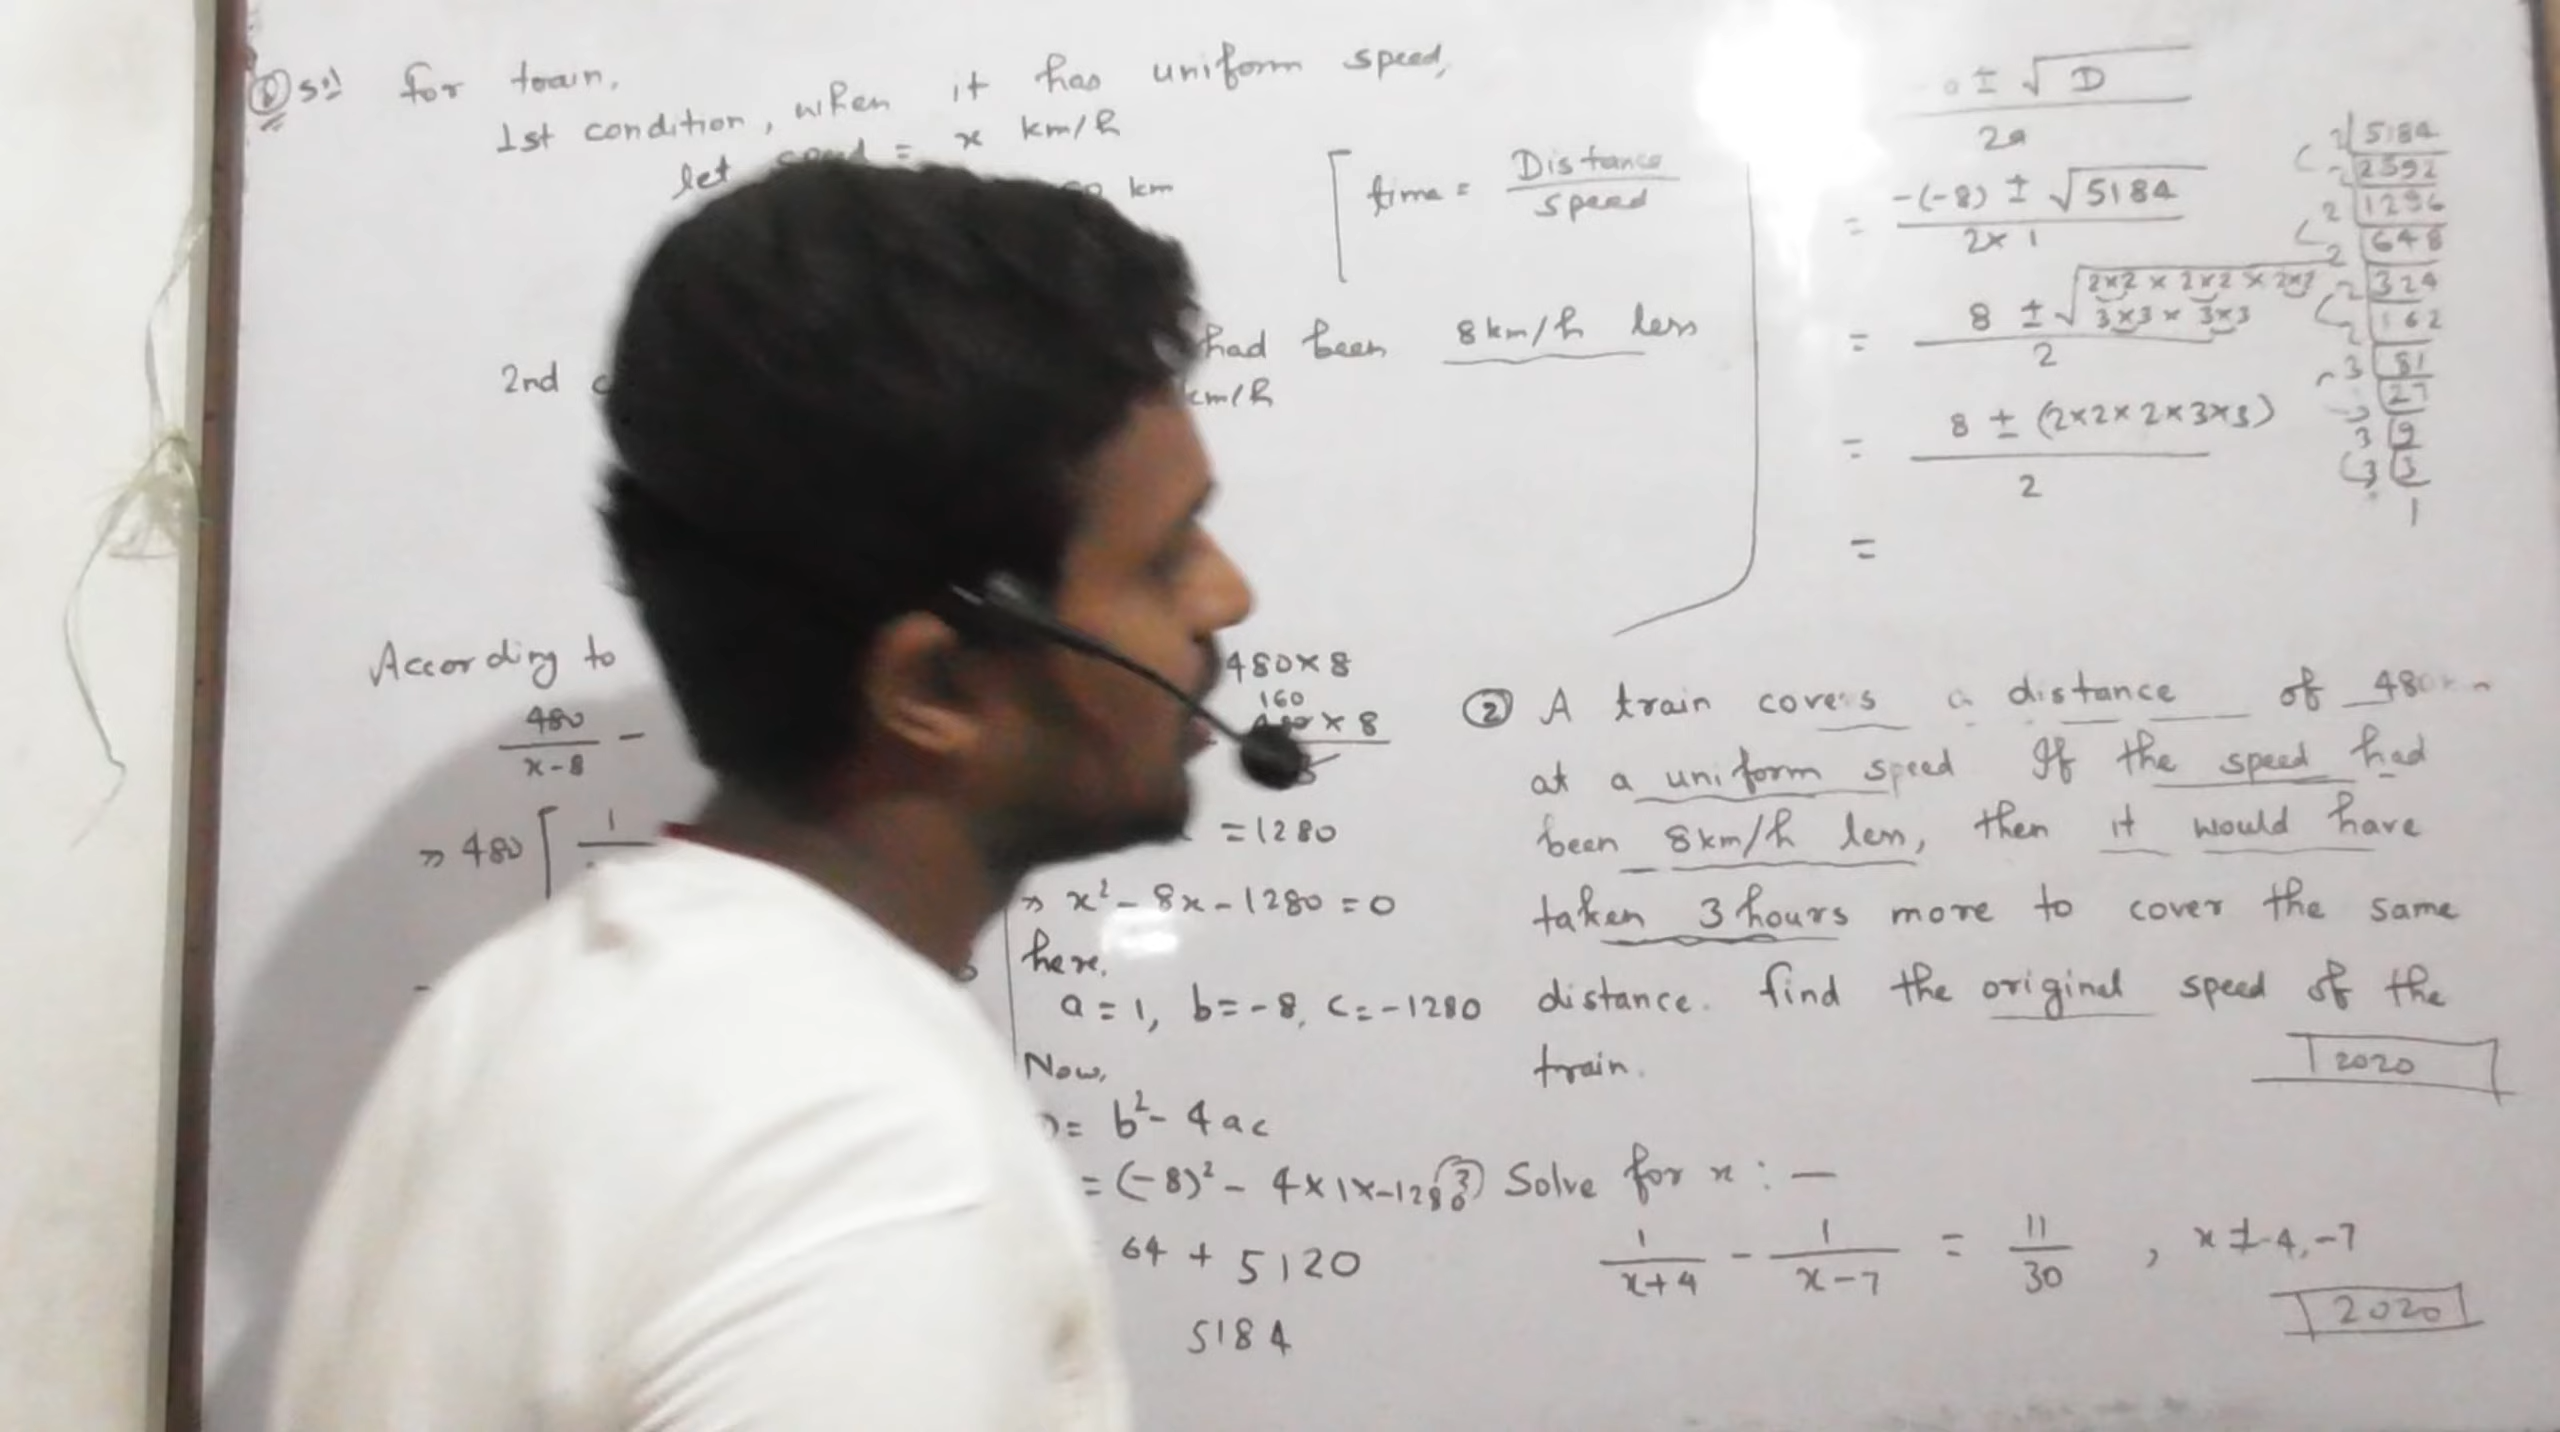 ② Sol for train,
1st condition, when it has uniform speed,
let speed = x km/h
km
time = Distance / speed
2nd
had been 8km/h less
km/h
According to
480/(x-8) -
⇒ 480 [ 1
480×8
160
480 × 8
= 1280
⇒ x² - 8x - 1280 = 0
here,
a = 1, b = -8, c = -1280
Now,
D = b² - 4ac
= (-8)² - 4×1×-1280
= 64 + 5120
5184
± √D
2a
= -(-8) ± √5184
2×1
= 8 ± √2×2 × 2×2 × 2×2 × 3×3 × 3×3
2
= 8 ± (2×2×2×3×3)
2
=
2 | 5184
2 | 2592
2 | 1296
2 | 648
2 | 324
2 | 162
3 | 81
3 | 27
3 | 9
3 | 3
1
② A train covers a distance of 480
at a uniform speed If the speed had
been 8km/h less, then it would have
taken 3 hours more to cover the same
distance. find the original speed of the
train.
2020
③ Solve for x : —
1/(x+4) - 1/(x-7) = 11/30 , x ≠ -4, -7
2020